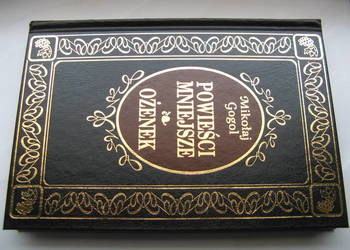 Mikołaj
Gogol
POWIEŚCI
MNIEJSZE
OŻENEK